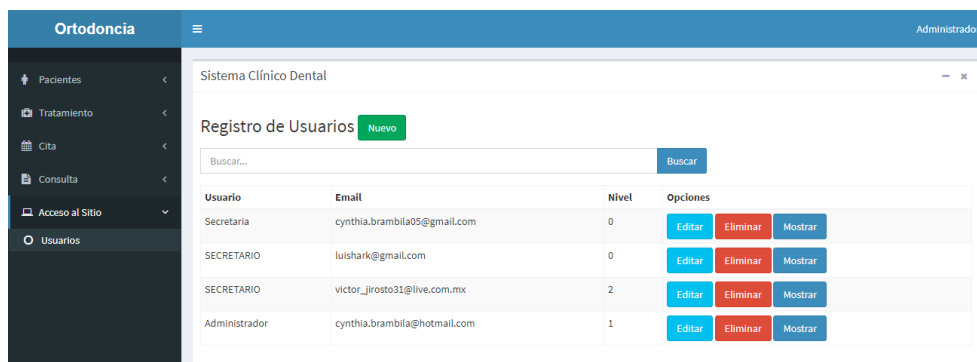 Ortodoncia
Administrado
Pacientes
Tratamiento
Cita
Consulta
Acceso al Sitio
Usuarios
Sistema Clínico Dental
Registro de Usuarios Nuevo
Buscar... Buscar
Usuario Email Nivel Opciones
Secretaria cynthia.brambila05@gmail.com 0 Editar Eliminar Mostrar
SECRETARIO luishark@gmail.com 0 Editar Eliminar Mostrar
SECRETARIO victor_jirosto31@live.com.mx 2 Editar Eliminar Mostrar
Administrador cynthia.brambila@hotmail.com 1 Editar Eliminar Mostrar